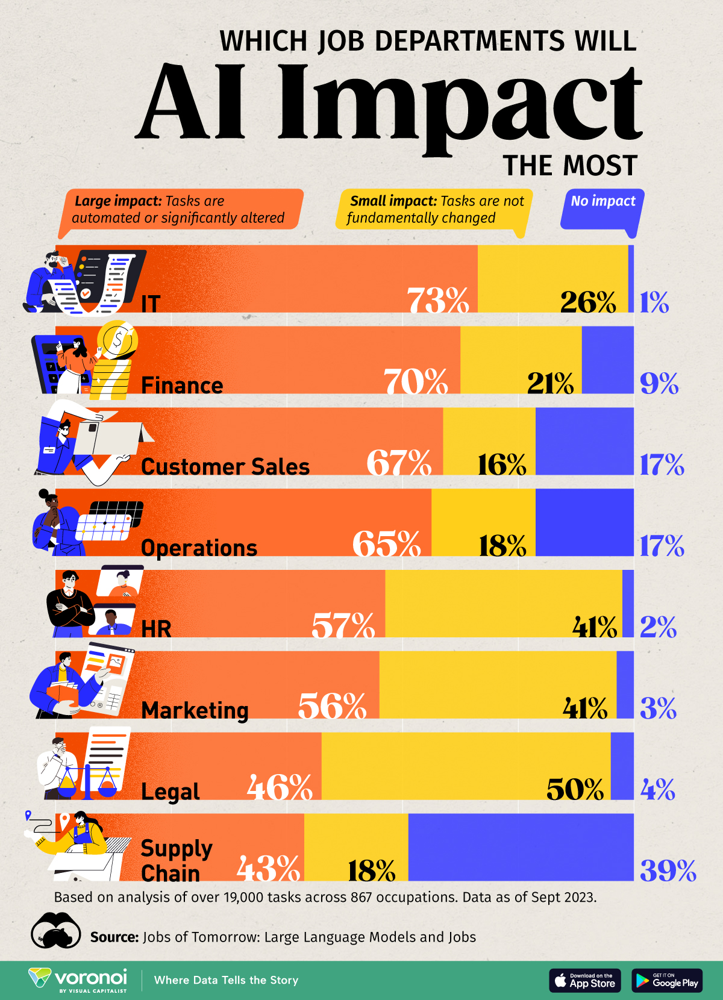 WHICH JOB DEPARTMENTS WILL
AI Impact
THE MOST
Large impact: Tasks are
automated or significantly altered
Small impact: Tasks are not
fundamentally changed
No impact
IT 73% 26% 1%
Finance 70% 21% 9%
Customer Sales 67% 16% 17%
Operations 65% 18% 17%
HR 57% 41% 2%
Marketing 56% 41% 3%
Legal 46% 50% 4%
Supply
Chain 43% 18% 39%
Based on analysis of over 19,000 tasks across 867 occupations. Data as of Sept 2023.
Source: Jobs of Tomorrow: Large Language Models and Jobs
voronoi
BY VISUAL CAPITALIST
Where Data Tells the Story
Download on the
App Store
GET IT ON
Google Play